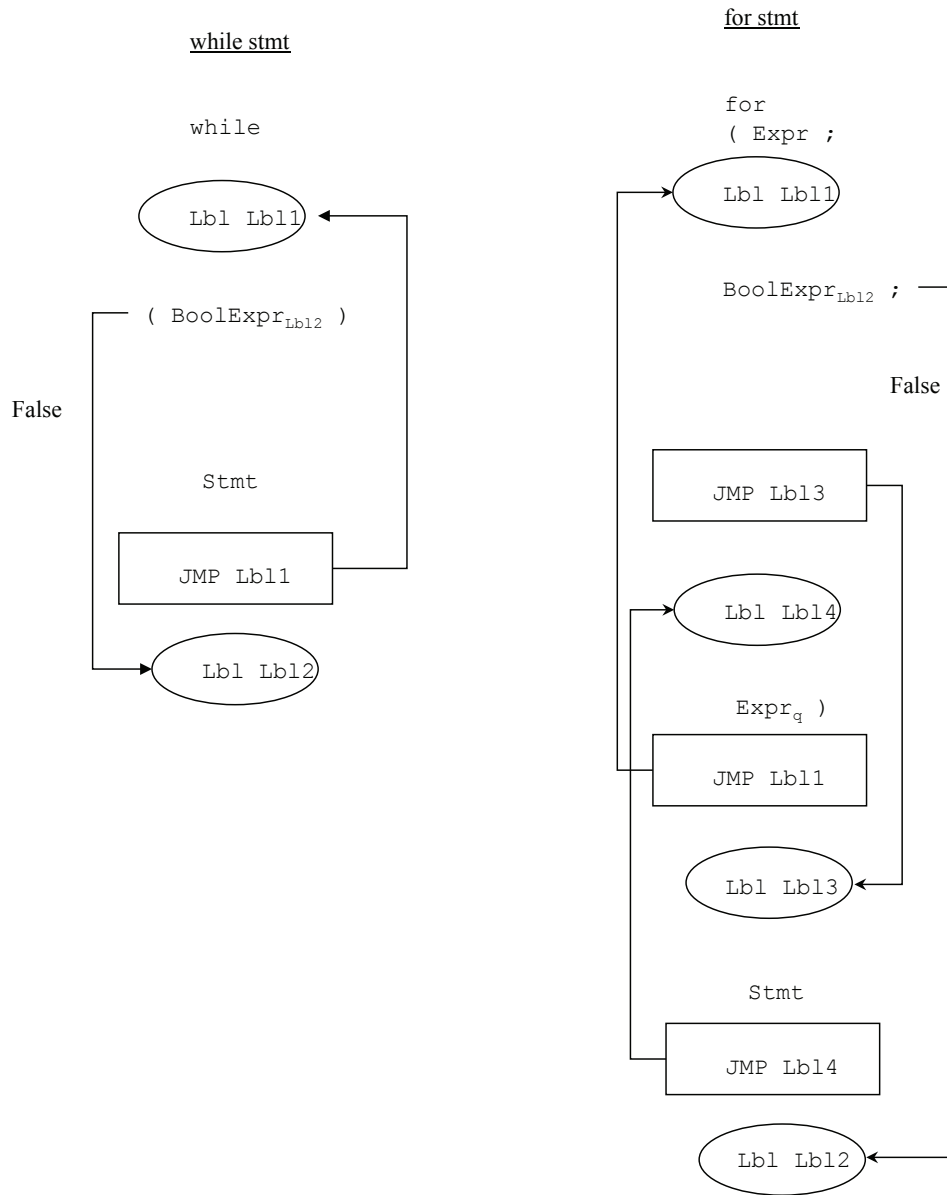 while stmt
while
Lbl Lbl1
( BoolExprLbl2 )
False
Stmt
JMP Lbl1
Lbl Lbl2
for stmt
for
( Expr ;
Lbl Lbl1
BoolExprLbl2 ;
False
JMP Lbl3
Lbl Lbl4
Exprq )
JMP Lbl1
Lbl Lbl3
Stmt
JMP Lbl4
Lbl Lbl2